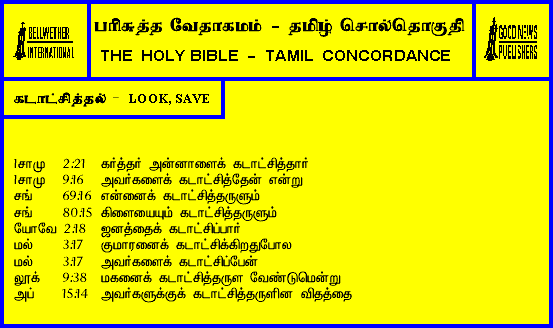 BELLWETHER
INTERNATIONAL
பரிசுத்த வேதாகமம் - தமிழ் சொல்தொகுதி
THE HOLY BIBLE - TAMIL CONCORDANCE
GOOD NEWS
PUBLISHERS
கடாட்சித்தல் - LOOK, SAVE
1சாமு 2:21 கர்த்தர் அன்னாளைக் கடாட்சித்தார்
1சாமு 9:16 அவர்களைக் கடாட்சித்தேன் என்று
சங் 69:16 என்னைக் கடாட்சித்தருளும்
சங் 80:15 கிளையையும் கடாட்சித்தருளும்
யோவே 2:18 ஜனத்தைக் கடாட்சிப்பார்
மல் 3:17 குமாரனைக் கடாட்சிக்கிறதுபோல
மல் 3:17 அவர்களைக் கடாட்சிப்பேன்
லூக் 9:38 மகனைக் கடாட்சித்தருள வேண்டுமென்று
அப் 15:14 அவர்களுக்குக் கடாட்சித்தருளின விதத்தை